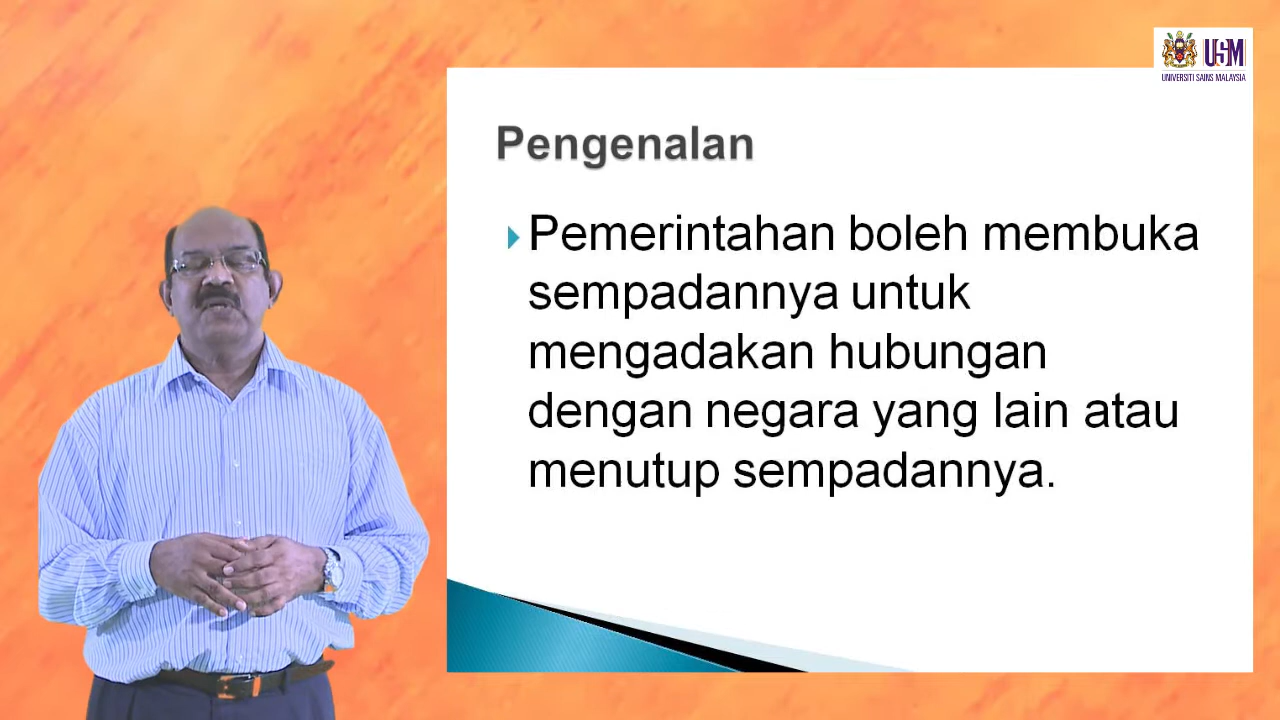 USM
UNIVERSITI SAINS MALAYSIA
Pengenalan
Pemerintahan boleh membuka
sempadannya untuk
mengadakan hubungan
dengan negara yang lain atau
menutup sempadannya.